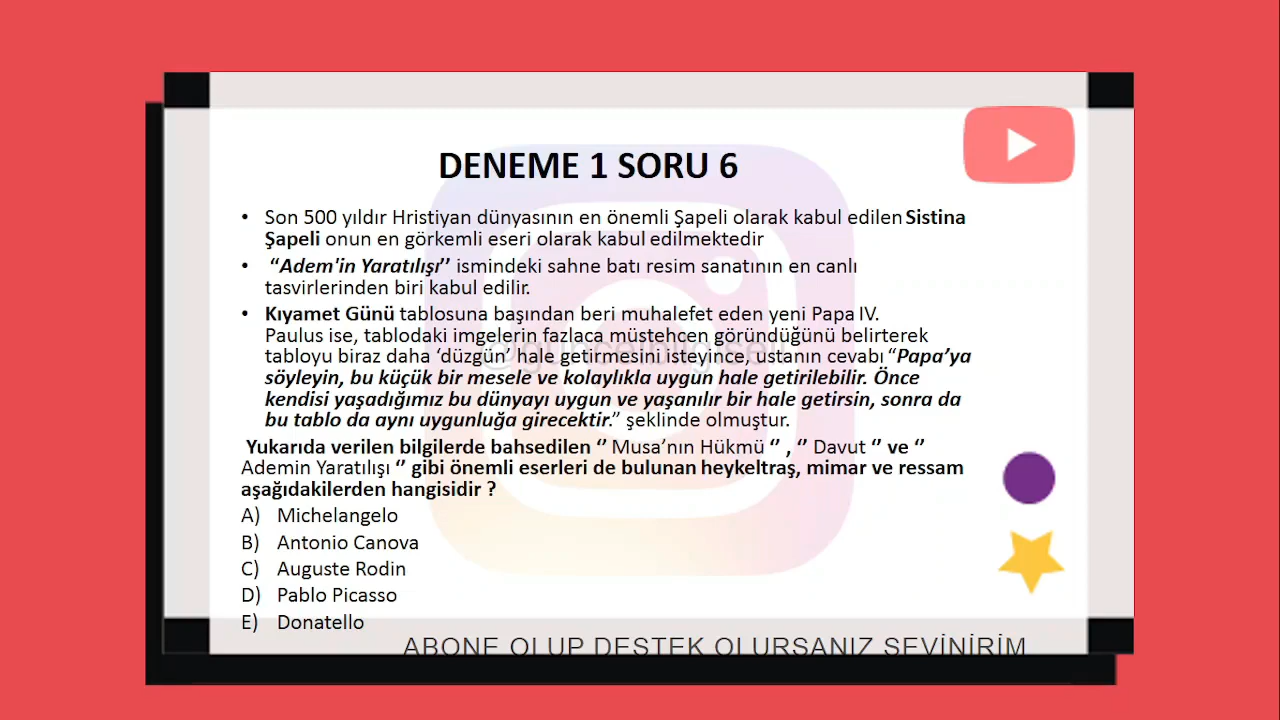 DENEME 1 SORU 6
• Son 500 yıldır Hristiyan dünyasının en önemli Şapeli olarak kabul edilen Sistina
Şapeli onun en görkemli eseri olarak kabul edilmektedir
• “Adem'in Yaratılışı’’ ismindeki sahne batı resim sanatının en canlı
tasvirlerinden biri kabul edilir.
• Kıyamet Günü tablosuna başından beri muhalefet eden yeni Papa IV.
Paulus ise, tablodaki imgelerin fazlaca müstehcen göründüğünü belirterek
tabloyu biraz daha ‘düzgün’ hale getirmesini isteyince, ustanın cevabı “Papa’ya
söyleyin, bu küçük bir mesele ve kolaylıkla uygun hale getirilebilir. Önce
kendisi yaşadığımız bu dünyayı uygun ve yaşanılır bir hale getirsin, sonra da
bu tablo da aynı uygunluğa girecektir.” şeklinde olmuştur.
Yukarıda verilen bilgilerde bahsedilen ‘’ Musa’nın Hükmü ‘’ , ‘’ Davut ‘’ ve ‘’
Ademin Yaratılışı ‘’ gibi önemli eserleri de bulunan heykeltraş, mimar ve ressam
aşağıdakilerden hangisidir ?
A) Michelangelo
B) Antonio Canova
C) Auguste Rodin
D) Pablo Picasso
E) Donatello
ABONE OLUP DESTEK OLURSANIZ SEVİNİRİM